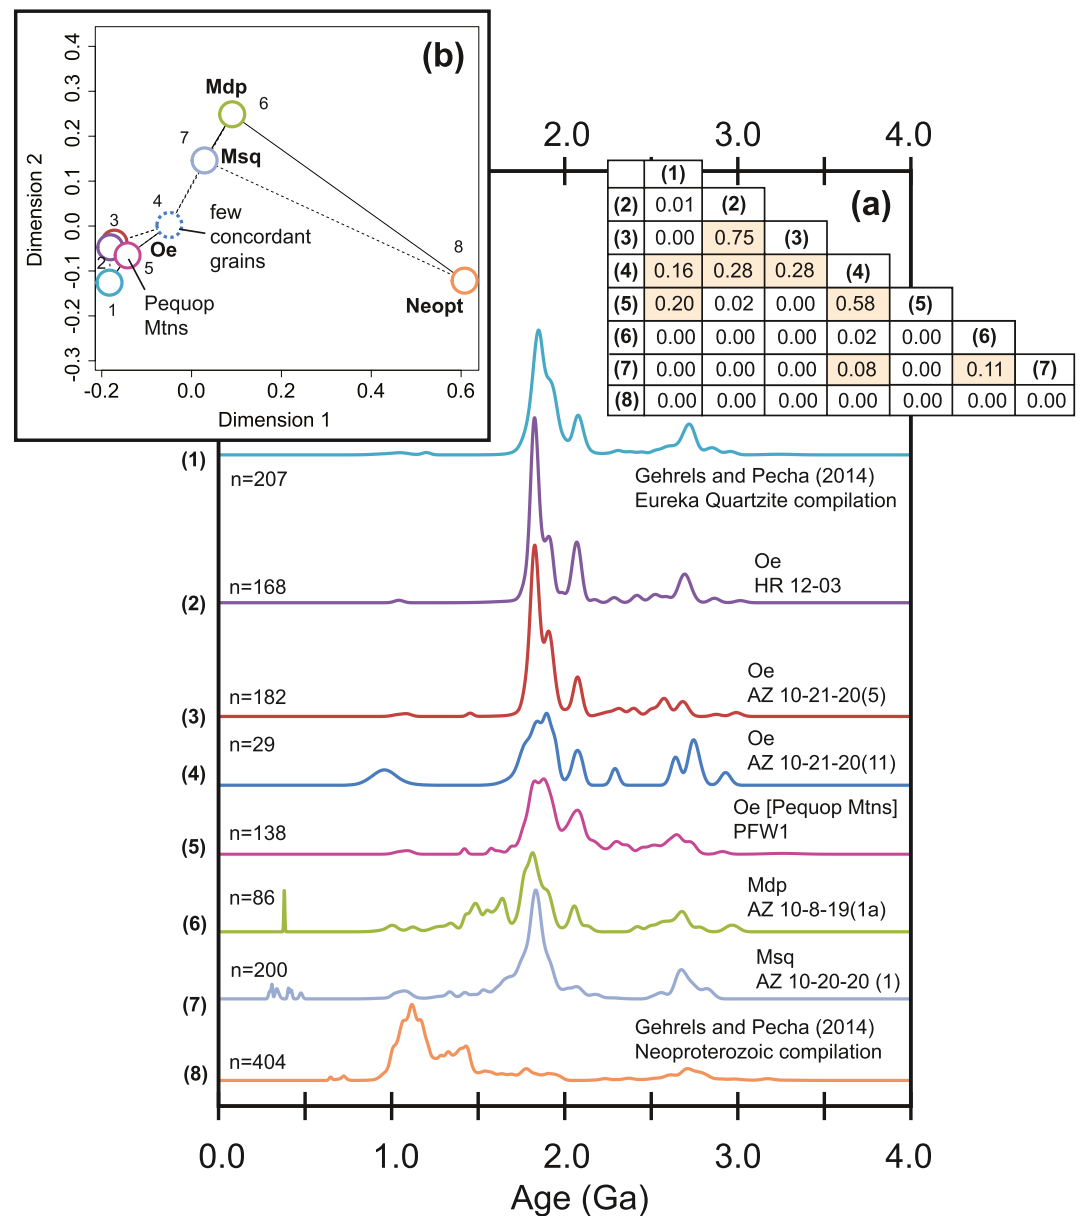 (b)
0.4
0.3
0.2
0.1
0.0
-0.1
-0.2
-0.3
Dimension 2
-0.2
0.0
0.2
0.4
0.6
Dimension 1
Mdp
6
7
Msq
4
few
concordant
grains
3
Oe
2
5
8
1
Pequop
Mtns
Neopt
2.0 3.0 4.0
(a)
(1)
(2) 0.01 (2)
(3) 0.00 0.75 (3)
(4) 0.16 0.28 0.28 (4)
(5) 0.20 0.02 0.00 0.58 (5)
(6) 0.00 0.00 0.00 0.02 0.00 (6)
(7) 0.00 0.00 0.00 0.08 0.00 0.11 (7)
(8) 0.00 0.00 0.00 0.00 0.00 0.00 0.00
(1)
n=207
Gehrels and Pecha (2014)
Eureka Quartzite compilation
n=168
Oe
HR 12-03
(2)
n=182
Oe
AZ 10-21-20(5)
(3)
n=29
Oe
AZ 10-21-20(11)
(4)
n=138
Oe [Pequop Mtns]
PFW1
(5)
n=86
Mdp
AZ 10-8-19(1a)
(6)
n=200
Msq
AZ 10-20-20 (1)
(7)
Gehrels and Pecha (2014)
Neoproterozoic compilation
n=404
(8)
0.0 1.0 2.0 3.0 4.0
Age (Ga)